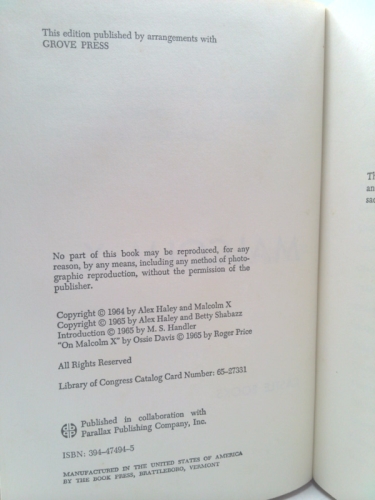 This edition published by arrangements with
GROVE PRESS
No part of this book may be reproduced, for any
reason, by any means, including any method of photo-
graphic reproduction, without the permission of the
publisher.
Copyright © 1964 by Alex Haley and Malcolm X
Copyright © 1965 by Alex Haley and Betty Shabazz
Introduction © 1965 by M. S. Handler
"On Malcolm X" by Ossie Davis © 1965 by Roger Price
All Rights Reserved
Library of Congress Catalog Card Number: 65-27331
Published in collaboration with
Parallax Publishing Company, Inc.
ISBN: 394-47494-5
MANUFACTURED IN THE UNITED STATES OF AMERICA
BY THE BOOK PRESS, BRATTLEBORO, VERMONT